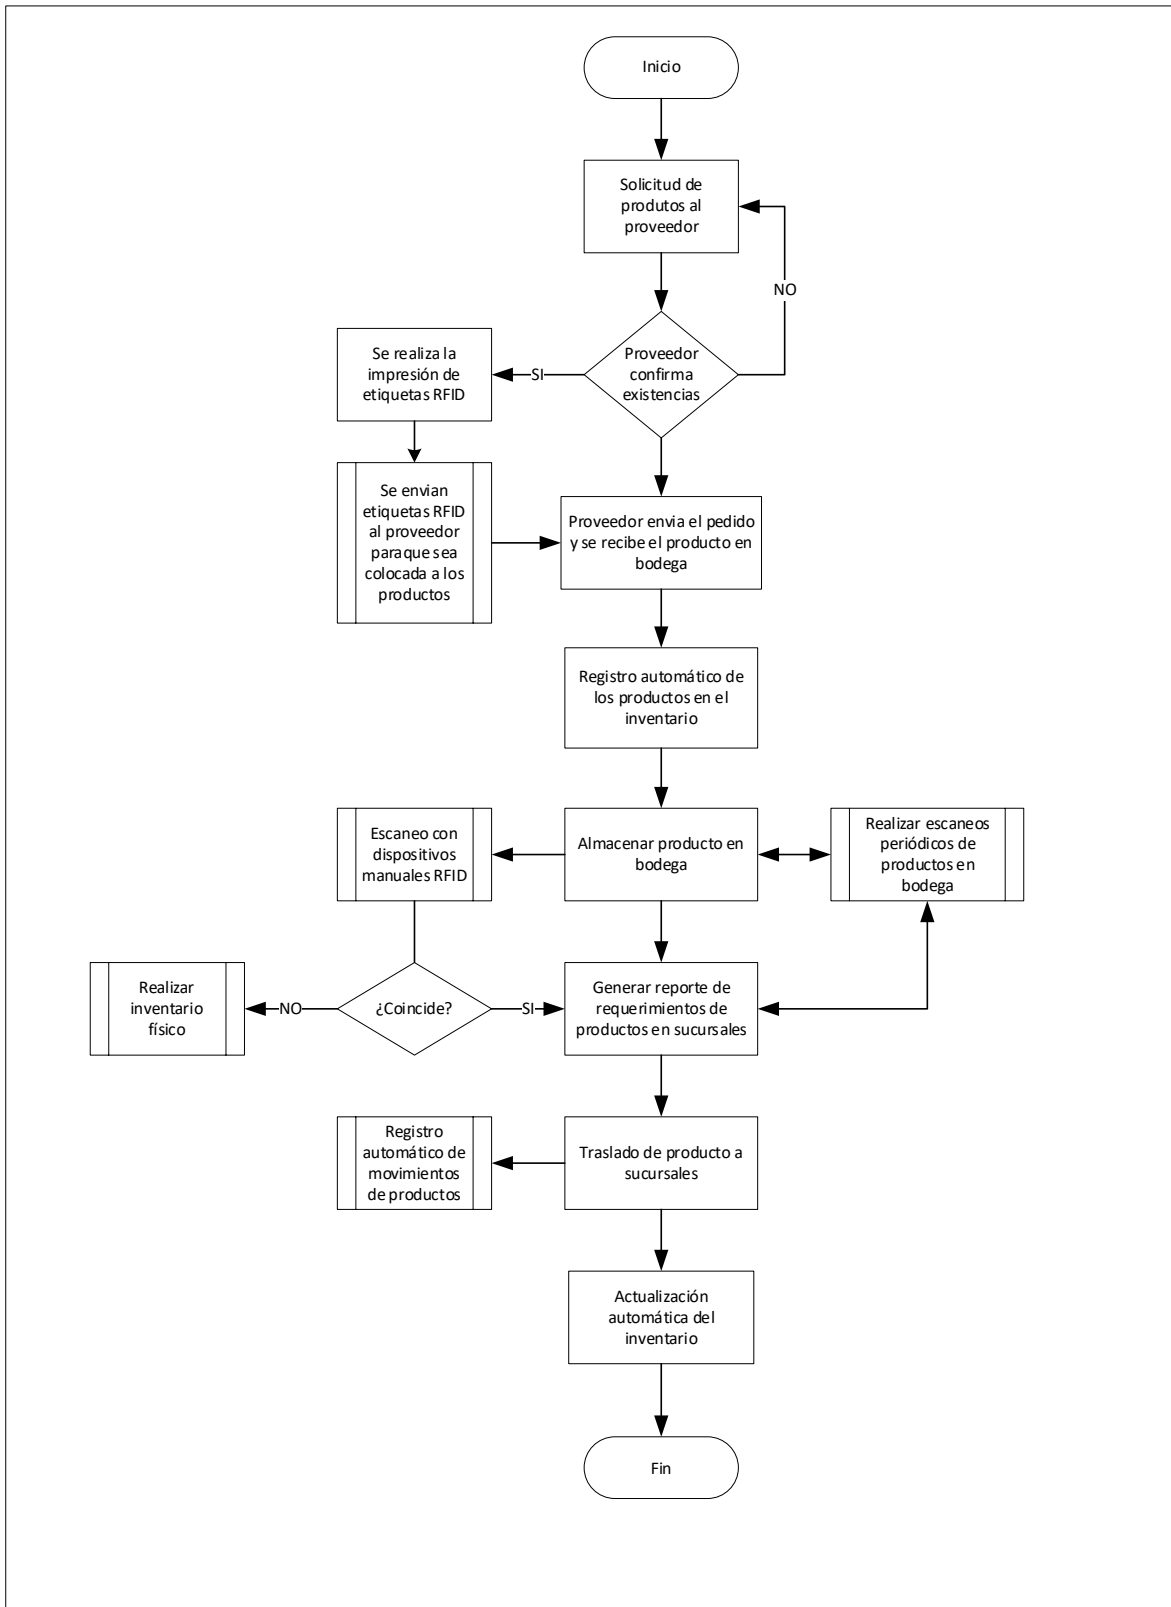 Inicio
Solicitud de
produtos al
proveedor
NO
Proveedor
confirma
existencias
SI
Se realiza la
impresión de
etiquetas RFID
Se envian
etiquetas RFID
al proveedor
paraque sea
colocada a los
productos
Proveedor envia el pedido
y se recibe el producto en
bodega
Registro automático de
los productos en el
inventario
Escaneo con
dispositivos
manuales RFID
Almacenar producto en
bodega
Realizar escaneos
periódicos de
productos en
bodega
Realizar
inventario
físico
NO
¿Coincide?
SI
Generar reporte de
requerimientos de
productos en sucursales
Registro
automático de
movimientos
de productos
Traslado de producto a
sucursales
Actualización
automática del
inventario
Fin